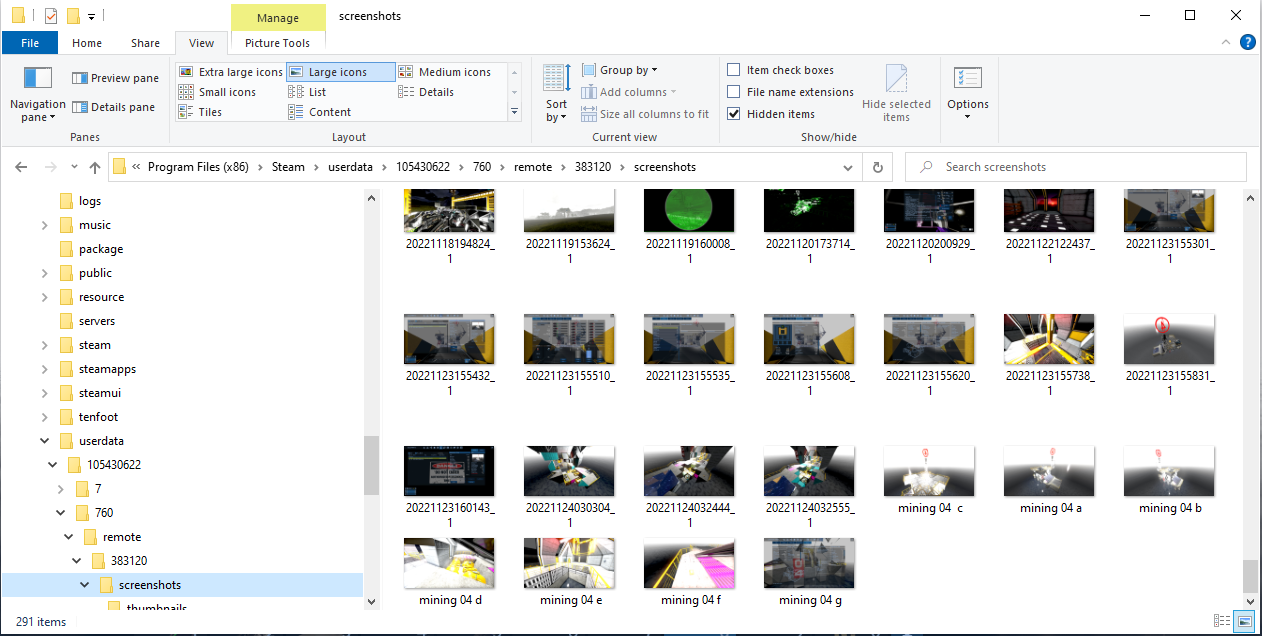 Manage
screenshots
File
Home
Share
View
Picture Tools
Navigation pane
Preview pane
Details pane
Panes
Extra large icons
Large icons
Medium icons
Small icons
List
Details
Tiles
Content
Layout
Sort by
Group by
Add columns
Size all columns to fit
Current view
Item check boxes
File name extensions
Hidden items
Hide selected items
Show/hide
Options
« Program Files (x86) > Steam > userdata > 105430622 > 760 > remote > 383120 > screenshots
Search screenshots
logs
music
package
public
resource
servers
steam
steamapps
steamui
tenfoot
userdata
105430622
7
760
remote
383120
screenshots
thumbnails
20221118194824_1
20221119153624_1
20221119160008_1
20221120173714_1
20221120200929_1
20221122122437_1
20221123155301_1
20221123155432_1
20221123155510_1
20221123155535_1
20221123155608_1
20221123155620_1
20221123155738_1
20221123155831_1
20221123160143_1
20221124030304_1
20221124032444_1
20221124032555_1
mining 04  c
mining 04 a
mining 04 b
mining 04 d
mining 04 e
mining 04 f
mining 04 g
291 items